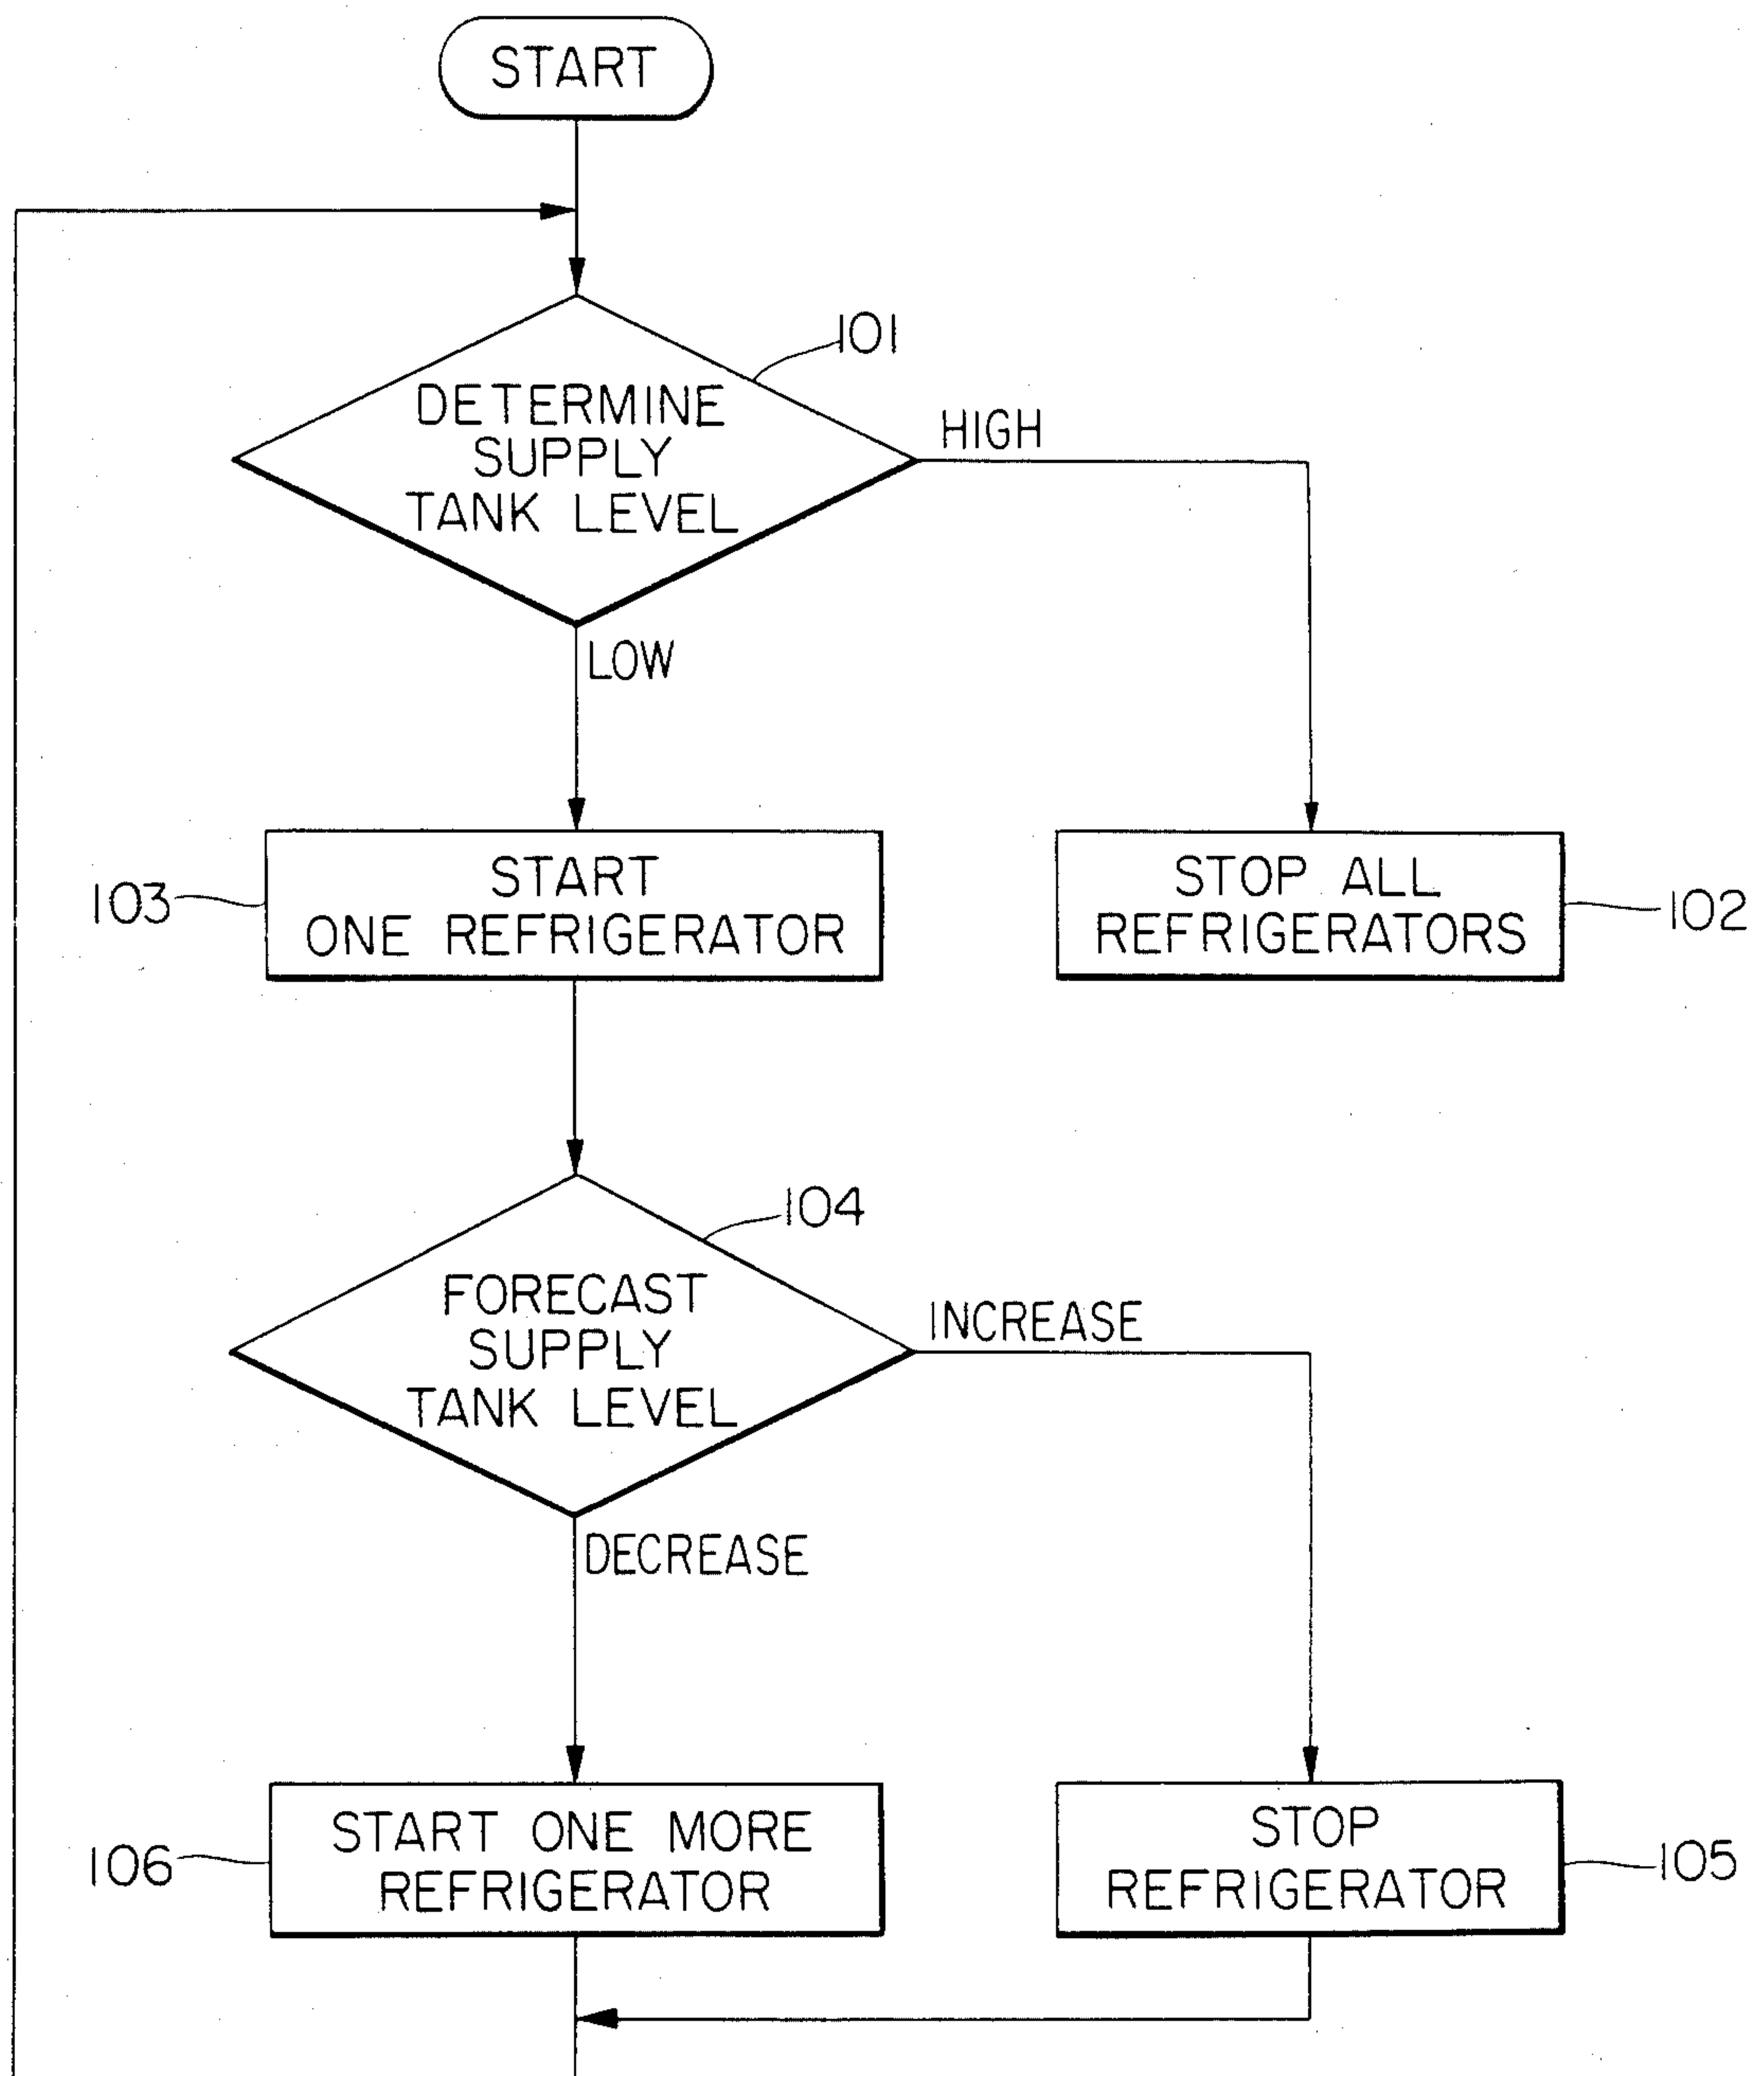 START
101
DETERMINE
SUPPLY
TANK LEVEL
HIGH
LOW
103
START
ONE REFRIGERATOR
STOP ALL
REFRIGERATORS
102
104
FORECAST
SUPPLY
TANK LEVEL
INCREASE
DECREASE
106
START ONE MORE
REFRIGERATOR
STOP
REFRIGERATOR
105